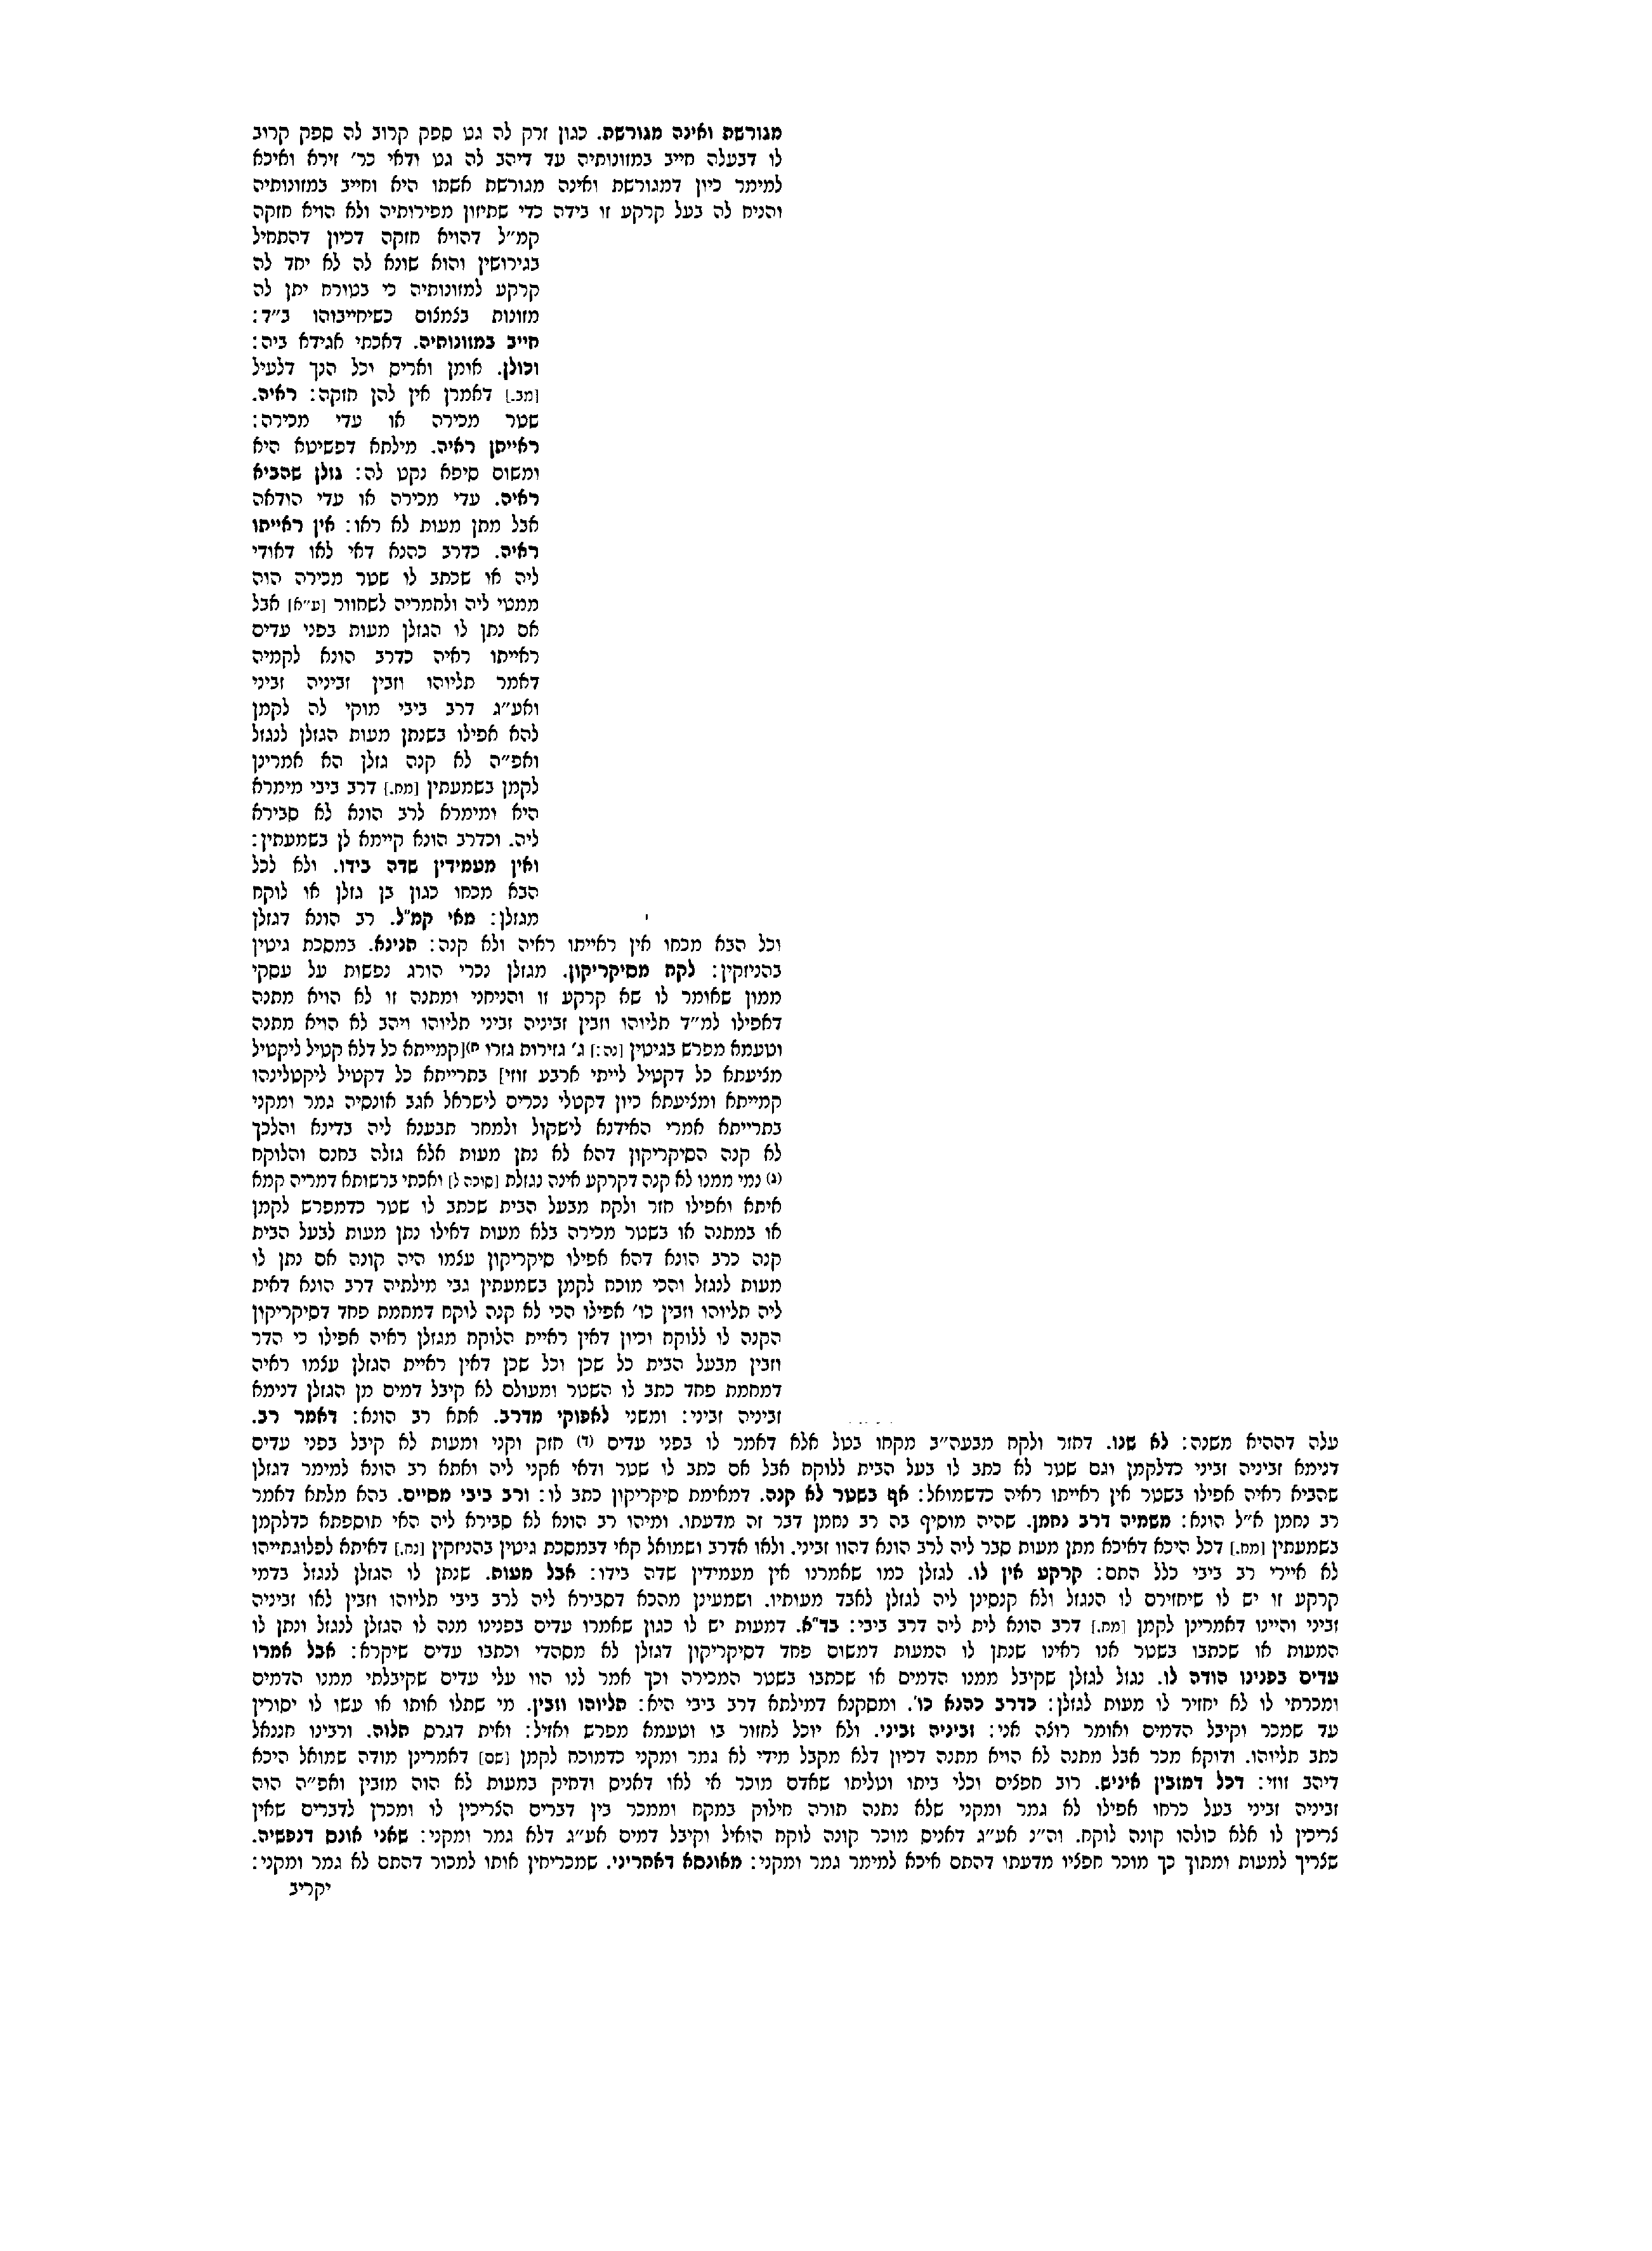 מגורשת ואינה מגורשת. כגון זרק לה גט ספק קרוב לה ספק קרוב
לו דבעלה חייב במזונותיה עד דיהב לה גט ודאי כר׳ זירא ואיכא
למימר כיון דמגורשת ואינה מגורשת אשתו היא וחייב במזונותיה
והניח לה בעל קרקע זו בידה כדי שתיזון מפירותיה ולא הויא חזקה
קמ״ל דהויא חזקה דכיון דהתחיל
בגירושין והוא שונא לה לא יחד לה
קרקע למזונותיה כי בטורח יתן לה
מזונות בצמצום כשיחייבוהו ב״ד:
חייב במזונותיה. דאכתי אגידא ביה:
וכולן. אומן ואריס וכל הנך דלעיל
[מב.] דאמרן אין להן חזקה: ראיה.
שטר מכירה או עדי מכירה:
ראייתן ראיה. מילתא דפשיטא היא
ומשום סיפא נקט לה: גזלן שהביא
ראיה. עדי מכירה או עדי הודאה
אבל מתן מעות לא ראו: אין ראייתו
ראיה. כדרב כהנא דאי לאו דאודי
ליה או שכתב לו שטר מכירה הוה
ממטי ליה ולחמריה לשחוור [ע״א] אבל
אם נתן לו הגזלן מעות בפני עדים
ראייתו ראיה כדרב הונא לקמיה
דאמר תליוהו וזבין זביניה זביני
ואע״ג דרב ביבי מוקי לה לקמן
להא אפילו בשנתן מעות הגזלן לנגזל
ואפ״ה לא קנה גזלן הא אמרינן
לקמן בשמעתין [מח.] דרב ביבי מימרא
היא ומימרא לרב הונא לא סבירא
ליה. וכדרב הונא קיימא לן בשמעתין:
ואין מעמידין שדה בידו. ולא לכל
הבא מכחו כגון בן גזלן או לוקח
מגזלן: מאי קמ״ל. רב הונא דגזלן
וכל הבא מכחו אין ראייתו ראיה ולא קנה: תנינא. במסכת גיטין
בהניזקין: לקח מסיקריקון. מגזלן נכרי הורג נפשות על עסקי
ממון שאומר לו שא קרקע זו והניחני ומתנה זו לא הויא מתנה
דאפילו למ״ד תליוהו וזבין זביניה זביני תליוהו ויהב לא הויא מתנה
וטעמא מפרש בגיטין [נה:] ג׳ גזירות גזרו ח)[קמייתא כל דלא קטיל ליקטיל
מציעתא כל דקטיל לייתי ארבע זוזי] בתרייתא כל דקטיל ליקטלינהו
קמייתא ומציעתא כיון דקטלי נכרים לישראל אגב אונסיה גמר ומקני
בתרייתא אמרי האידנא לישקול ולמחר תבענא ליה בדינא והלכך
לא קנה הסיקריקון דהא לא נתן מעות אלא גזלה בחנם והלוקח
(ג) נמי ממנו לא קנה דקרקע אינה נגזלת [סוכה ל] ואכתי ברשותא דמריה קמא
איתא ואפילו חזר ולקח מבעל הבית שכתב לו שטר כדמפרש לקמן
או במתנה או בשטר מכירה בלא מעות דאילו נתן מעות לבעל הבית
קנה כרב הונא דהא אפילו סיקריקון עצמו היה קונה אם נתן לו
מעות לנגזל והכי מוכח לקמן בשמעתין גבי מילתיה דרב הונא דאית
ליה תליוהו וזבין כו׳ אפילו הכי לא קנה לוקח דמחמת פחד דסיקריקון
הקנה לו ללוקח וכיון דאין ראיית הלוקח מגזלן ראיה אפילו כי הדר
וזבין מבעל הבית כל שכן וכל שכן דאין ראיית הגזלן עצמו ראיה
דמחמת פחד כתב לו השטר ומעולם לא קיבל דמים מן הגזלן דנימא
זביניה זביני: ומשני לאפוקי מדרב. אתא רב הונא: דאמר רב.
עלה דההיא משנה: לא שנו. דחזר ולקח מבעה״ב מקחו בטל אלא דאמר לו בפני עדים (ד) חזק וקני ומעות לא קיבל בפני עדים
דנימא זביניה זביני כדלקמן וגם שטר לא כתב לו בעל הבית ללוקח אבל אם כתב לו שטר ודאי אקני ליה ואתא רב הונא למימר דגזלן
שהביא ראיה אפילו בשטר אין ראייתו ראיה כדשמואל: אף בשטר לא קנה. דמאימת סיקריקון כתב לו: ורב ביבי מסיים. בהא מלתא דאמר
רב נחמן א״ל הונא: משמיה דרב נחמן. שהיה מוסיף בה רב נחמן דבר זה מדעתו. ומיהו רב הונא לא סבירא ליה האי תוספתא כדלקמן
בשמעתין [מח.] דכל היכא דאיכא מתן מעות סבר ליה לרב הונא דהוו זביני. ולאו אדרב ושמואל קאי דבמסכת גיטין בהניזקין [נח.] דאיתא לפלוגתייהו
לא איירי רב ביבי כלל התם: קרקע אין לו. לגזלן כמו שאמרנו אין מעמידין שדה בידו: אבל מעות. שנתן לו הגזלן לנגזל בדמי
קרקע זו יש לו שיחזירם לו הנגזל ולא קנסינן ליה לגזלן לאבד מעותיו. ושמעינן מהכא דסבירא ליה לרב ביבי תליוהו וזבין לאו זביניה
זביני והיינו דאמרינן לקמן [מח.] דרב הונא לית ליה דרב ביבי: בד״א. דמעות יש לו כגון שאמרו עדים בפנינו מנה לו הגזלן לנגזל ונתן לו
המעות או שכתבו בשטר אנו ראינו שנתן לו המעות דמשום פחד דסיקריקון דגזלן לא מסהדי וכתבו עדים שיקרא: אבל אמרו
עדים בפנינו הודה לו. נגזל לגזלן שקיבל ממנו הדמים או שכתבו בשטר המכירה וכך אמר לנו הוו עלי עדים שקיבלתי ממנו הדמים
ומכרתי לו לא יחזיר לו מעות לגזלן: כדרב כהנא כו׳. ומסקנא דמילתא דרב ביבי היא: תליוהו וזבין. מי שתלו אותו או עשו לו יסורין
עד שמכר וקיבל הדמים ואומר רוצה אני: זביניה זביני. ולא יוכל לחזור בו וטעמא מפרש ואזיל: ואית דגרס תלוה. ורבינו חננאל
כתב תליוהו. ודוקא מכר אבל מתנה לא הויא מתנה דכיון דלא מקבל מידי לא גמר ומקני כדמוכח לקמן [שם] דאמרינן מודה שמואל היכא
דיהב זוזי: דכל דמזבין איניש. רוב חפצים וכלי ביתו וטליתו שאדם מוכר אי לאו דאניס ודחיק במעות לא הוה מזבין ואפ״ה הוה
זביניה זביני בעל כרחו אפילו לא גמר ומקני שלא נתנה תורה חילוק במקח וממכר בין דברים הצריכין לו ומכרן לדברים שאין
צריכין לו אלא כולהו קונה לוקח. וה״נ אע״ג דאניס מוכר קונה לוקח הואיל וקיבל דמים אע״ג דלא גמר ומקני: שאני אונס דנפשיה.
שצריך למעות ומתוך כך מוכר חפציו מדעתו דהתם איכא למימר גמר ומקני: מאונסא דאחריני. שמכריחין אותו למכור דהתם לא גמר ומקני:
יקריב